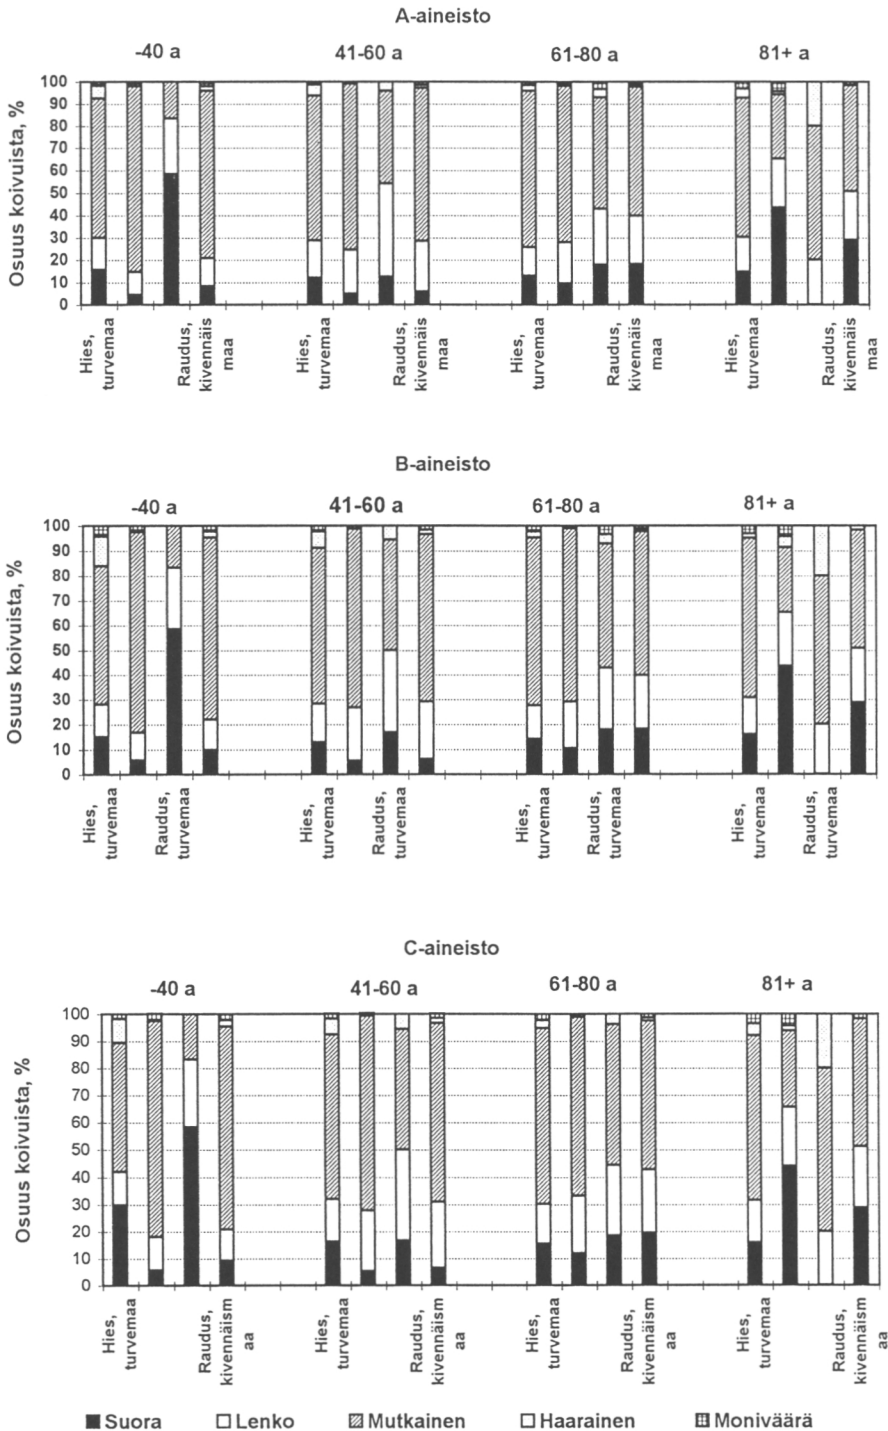 A-aineisto
-40 a 41-60 a 61-80 a 81+ a
Osuus koivuista, %
100
90
80
70
60
50
40
30
20
10
0
Hies,
turvemaa
Raudus,
kivennäis
maa
Hies,
turvemaa
Raudus,
kivennäis
maa
Hies,
turvemaa
Raudus,
kivennäis
maa
Hies,
turvemaa
Raudus,
kivennäis
maa
B-aineisto
-40 a 41-60 a 61-80 a 81+ a
Osuus koivuista, %
100
90
80
70
60
50
40
30
20
10
0
Hies,
turvemaa
Raudus,
turvemaa
Hies,
turvemaa
Raudus,
turvemaa
Hies,
turvemaa
Raudus,
turvemaa
Hies,
turvemaa
Raudus,
turvemaa
C-aineisto
-40 a 41-60 a 61-80 a 81+ a
Osuus koivuista, %
100
90
80
70
60
50
40
30
20
10
0
Hies,
turvemaa
Raudus,
kivennäism
aa
Hies,
turvemaa
Raudus,
kivennäism
aa
Hies,
turvemaa
Raudus,
kivennäism
aa
Hies,
turvemaa
Raudus,
kivennäism
aa
Suora Lenko Mutkainen Haarainen Moniväärä